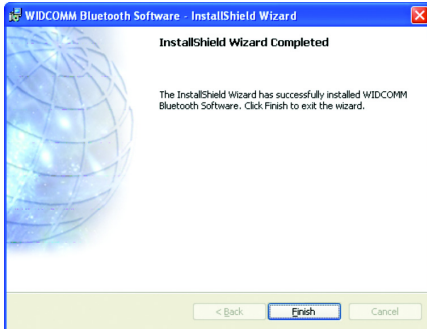 WIDCOMM Bluetooth Software - InstallShield Wizard
InstallShield Wizard Completed
The InstallShield Wizard has successfully installed WIDCOMM
Bluetooth Software. Click Finish to exit the wizard.
< Back
Finish
Cancel